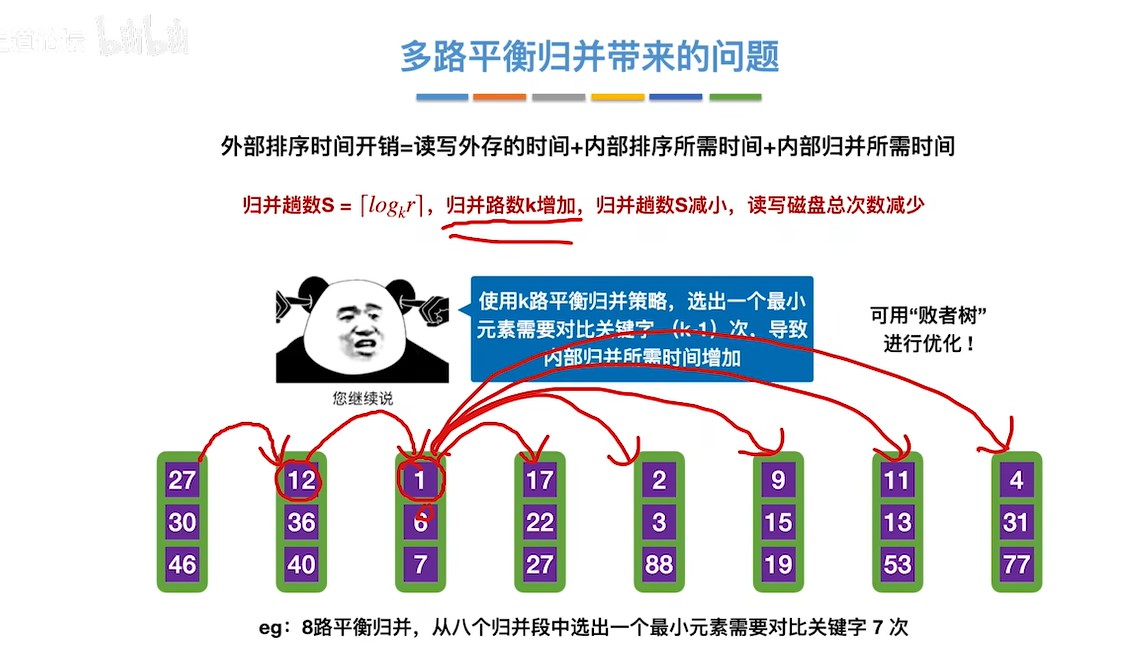 bilibili
多路平衡归并带来的问题
外部排序时间开销=读写外存的时间+内部排序所需时间+内部归并所需时间
归并趟数S = ⌈logₖr⌉，归并路数k增加，归并趟数S减小，读写磁盘总次数减少
使用k路平衡归并策略，选出一个最小
元素需要对比关键字 （k-1）次，导致
内部归并所需时间增加
可用“败者树”
进行优化！
您继续说
27 12 1 17 2 9 11 4
30 36 6 22 3 15 13 31
46 40 7 27 88 19 53 77
eg：8路平衡归并，从八个归并段中选出一个最小元素需要对比关键字 7 次